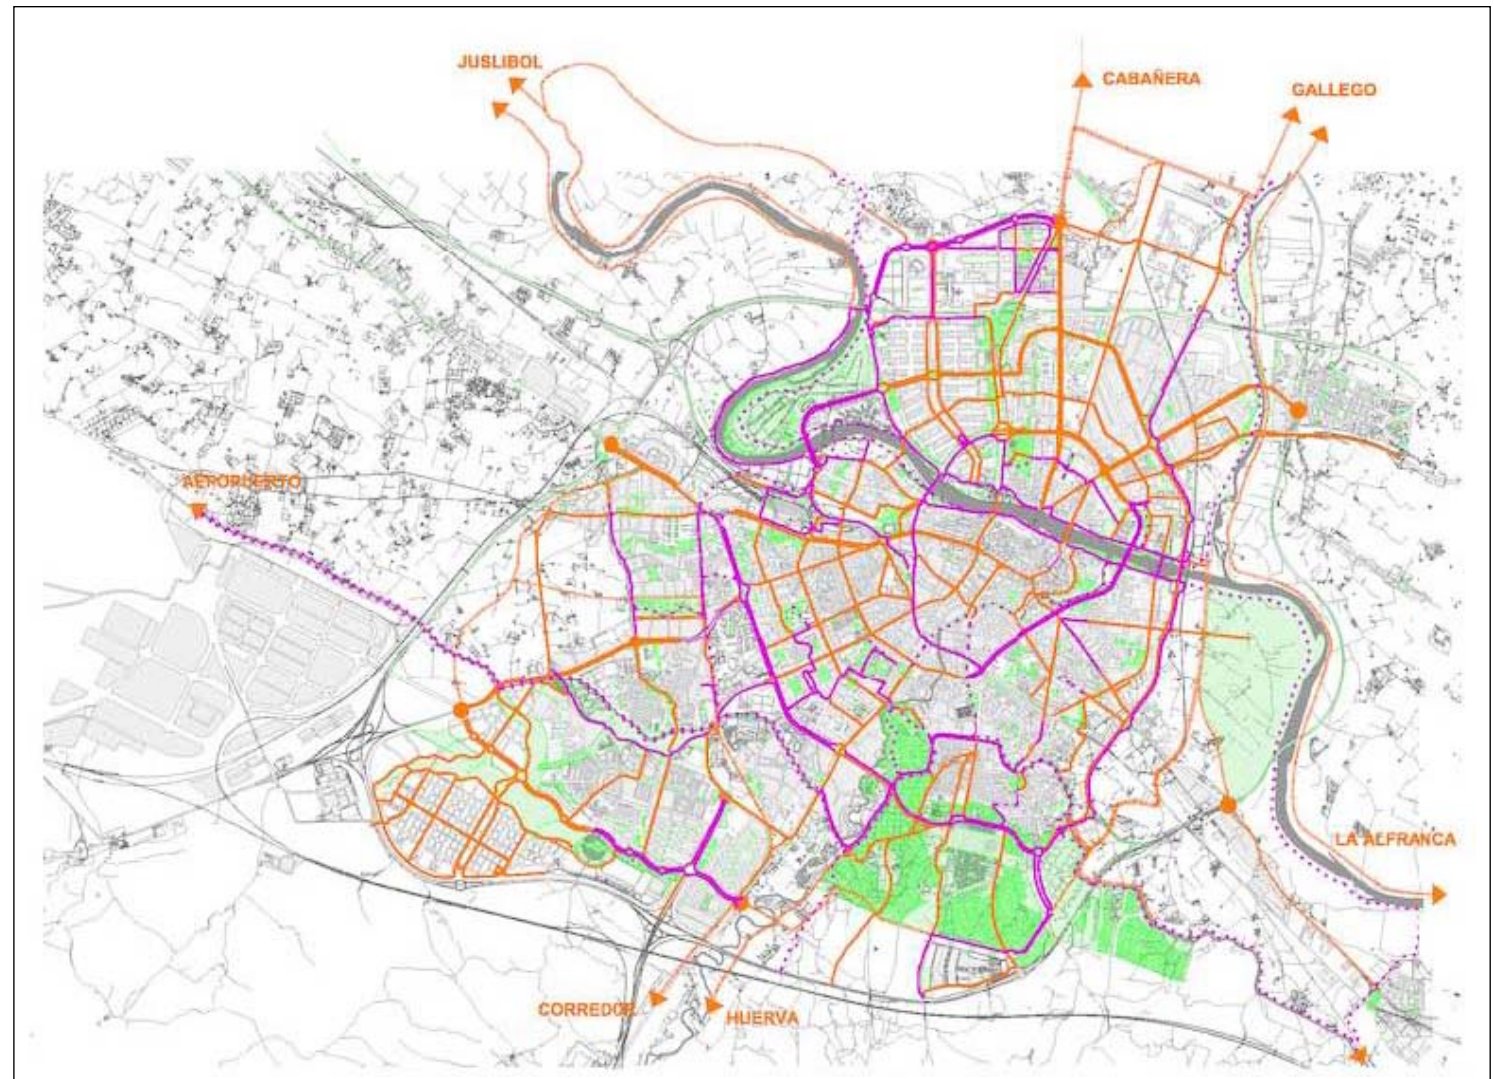 JUSLIBOL
CABAÑERA
GALLEGO
AEROPUERTO
LA ALFRANCA
CORREDOR
HUERVA